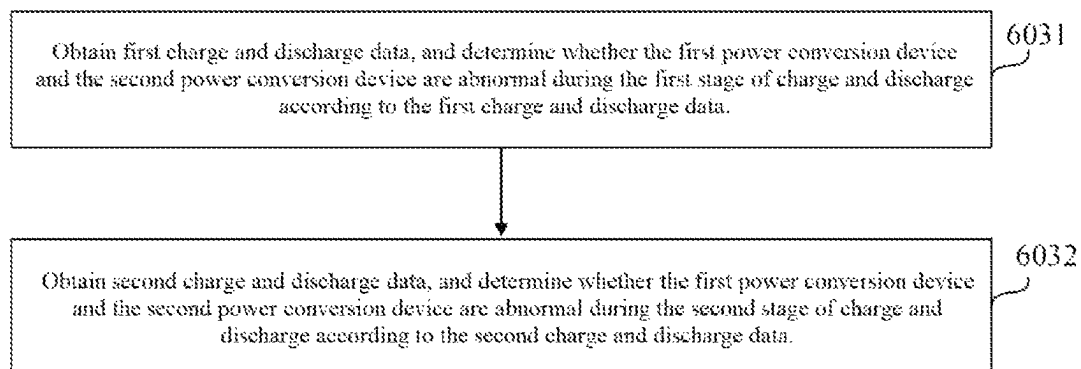 Obtain first charge and discharge data, and determine whether the first power conversion device
and the second power conversion device are abnormal during the first stage of charge and discharge
according to the first charge and discharge data.
6031
Obtain second charge and discharge data, and determine whether the first power conversion device
and the second power conversion device are abnormal during the second stage of charge and
discharge according to the second charge and discharge data.
6032